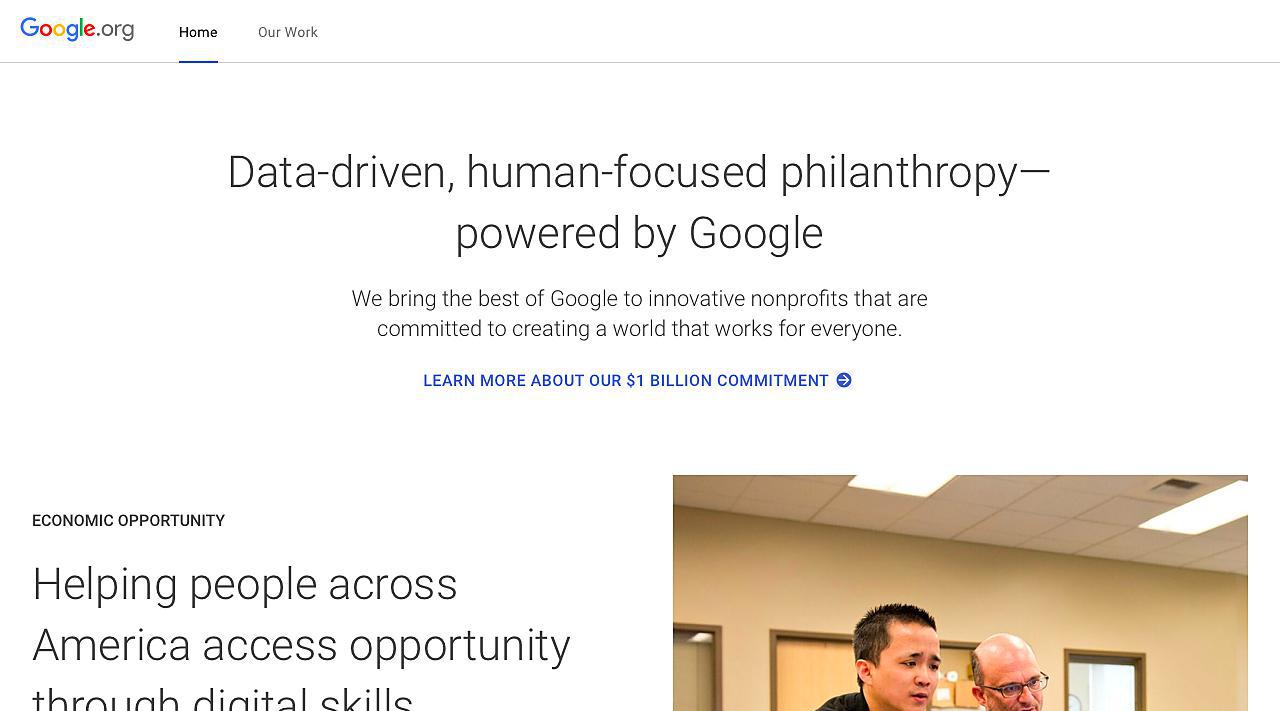 Google.org
Home
Our Work
Data-driven, human-focused philanthropy—
powered by Google
We bring the best of Google to innovative nonprofits that are
committed to creating a world that works for everyone.
LEARN MORE ABOUT OUR $1 BILLION COMMITMENT
ECONOMIC OPPORTUNITY
Helping people across
America access opportunity
through digital skills